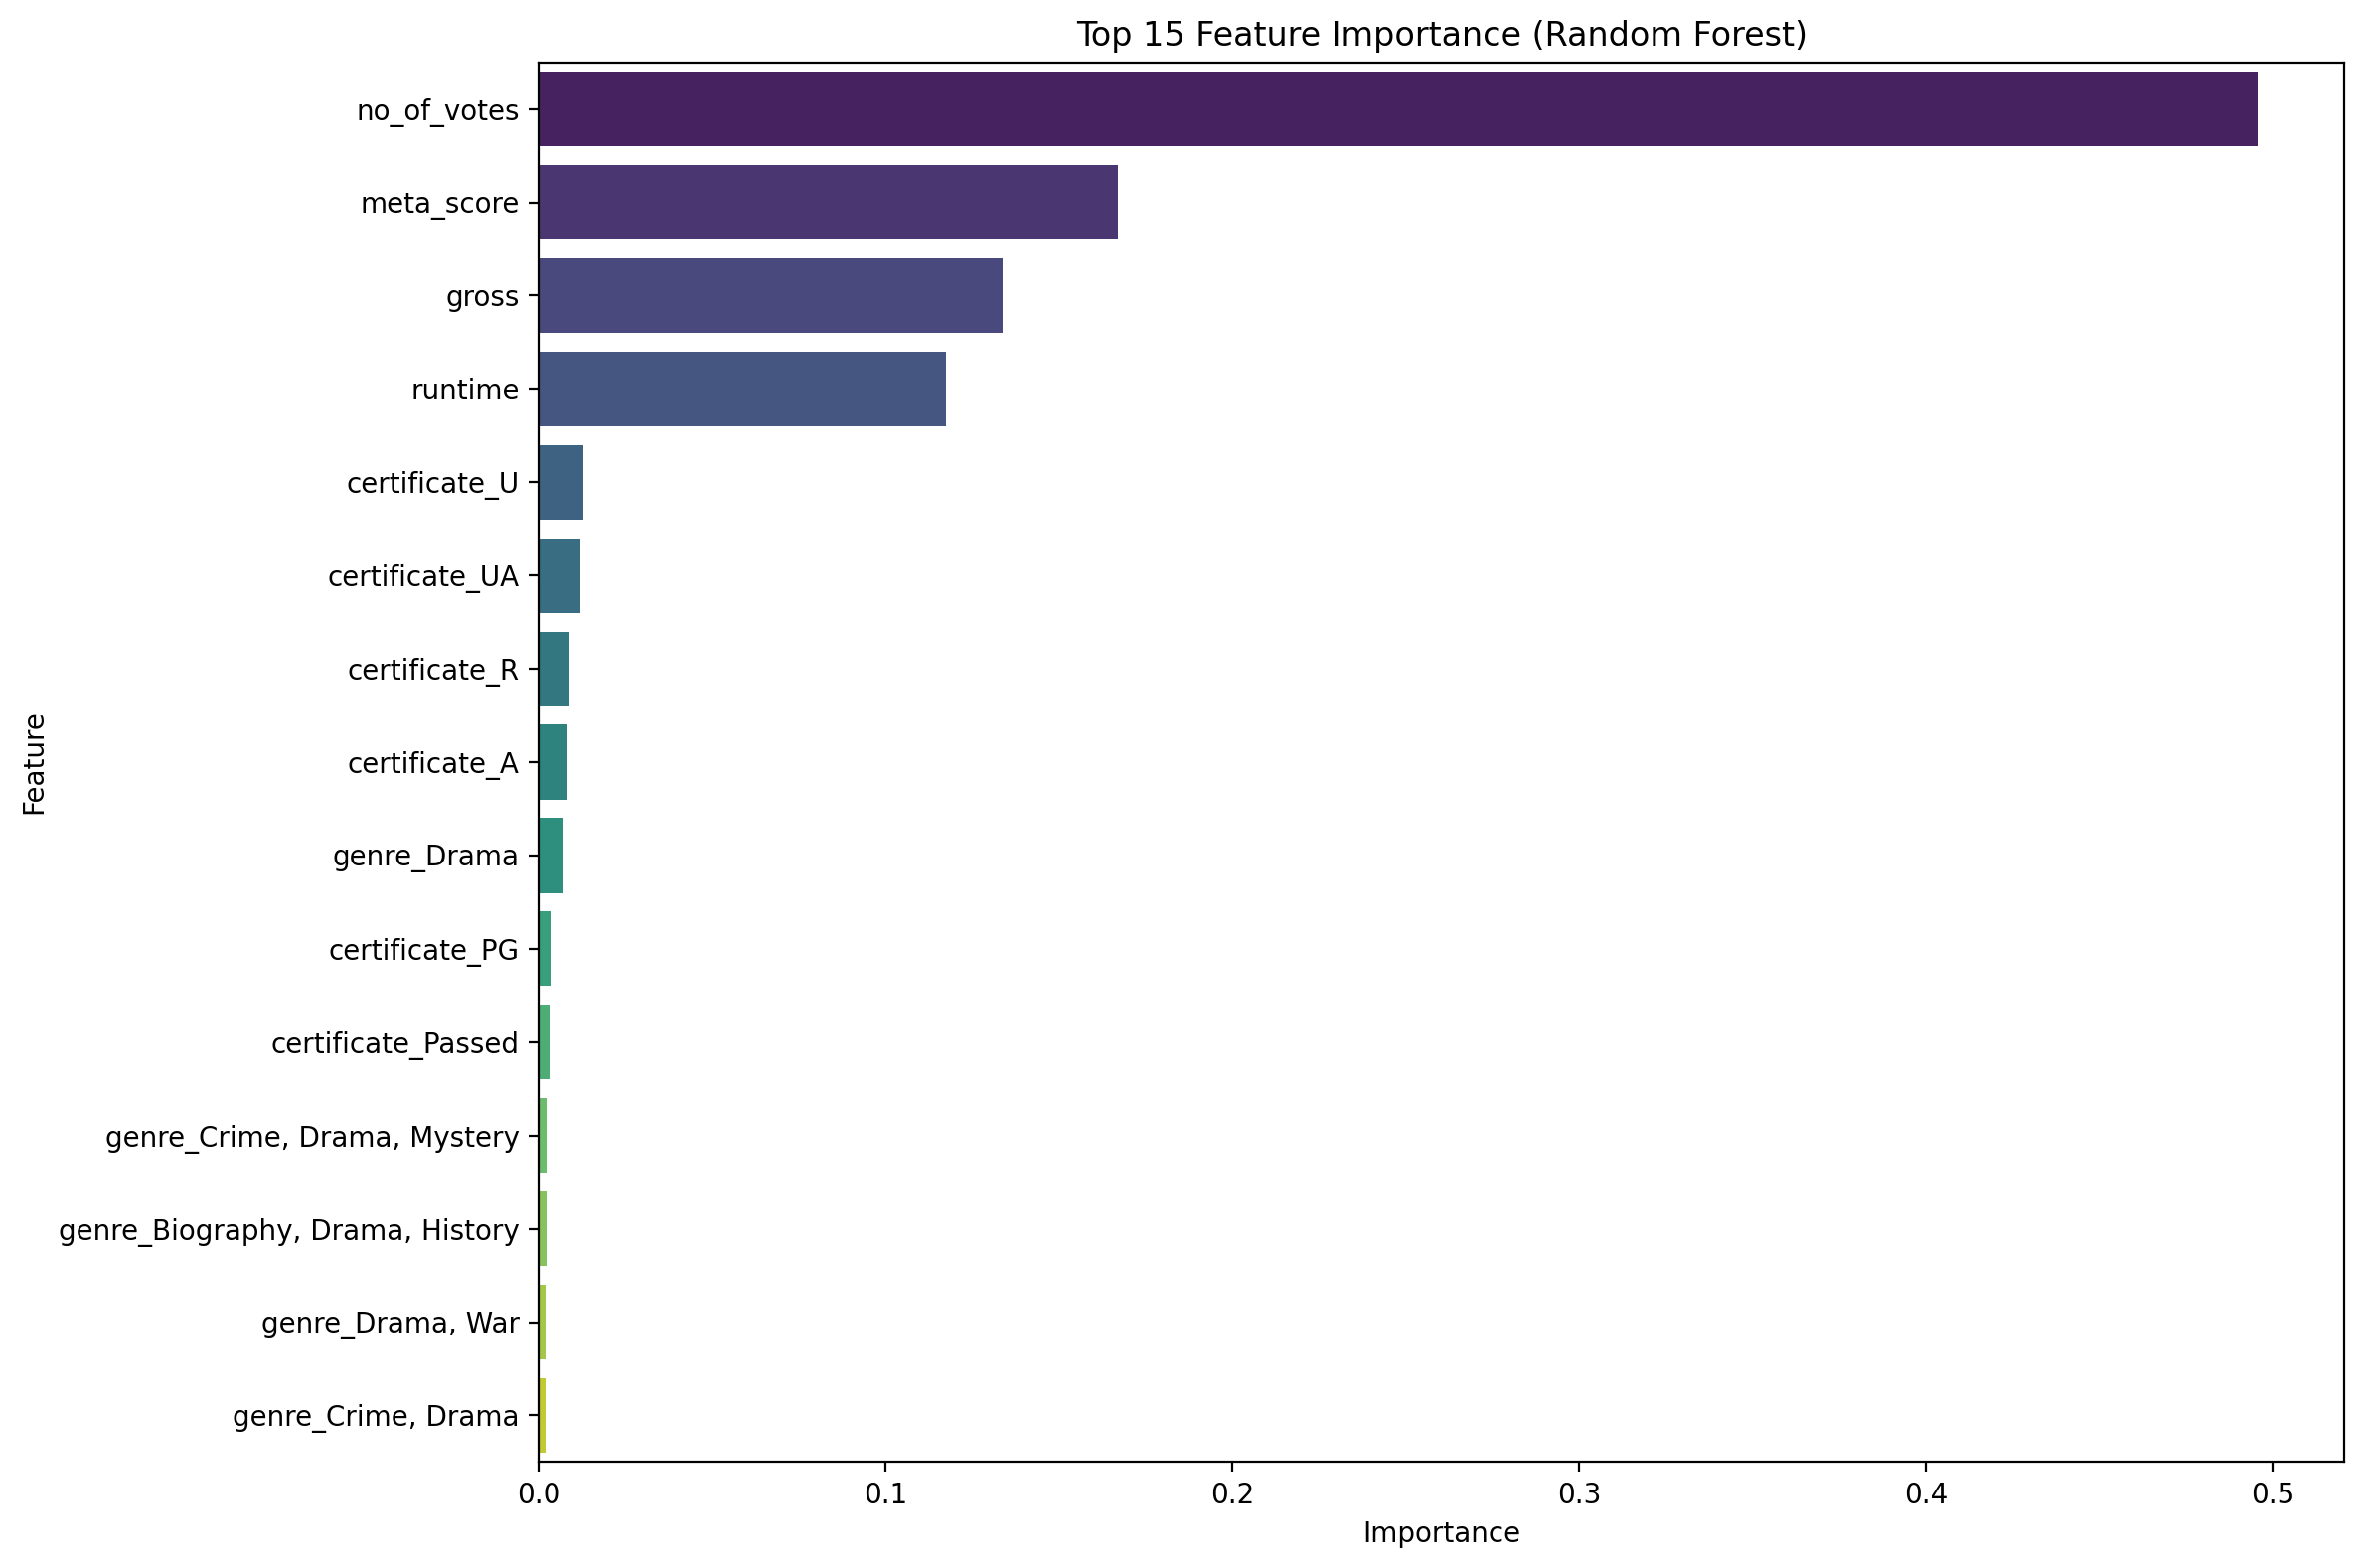 Top 15 Feature Importance (Random Forest)
no_of_votes
meta_score
gross
runtime
certificate_U
certificate_UA
certificate_R
certificate_A
genre_Drama
certificate_PG
certificate_Passed
genre_Crime, Drama, Mystery
genre_Biography, Drama, History
genre_Drama, War
genre_Crime, Drama
Feature
0.0 0.1 0.2 0.3 0.4 0.5
Importance